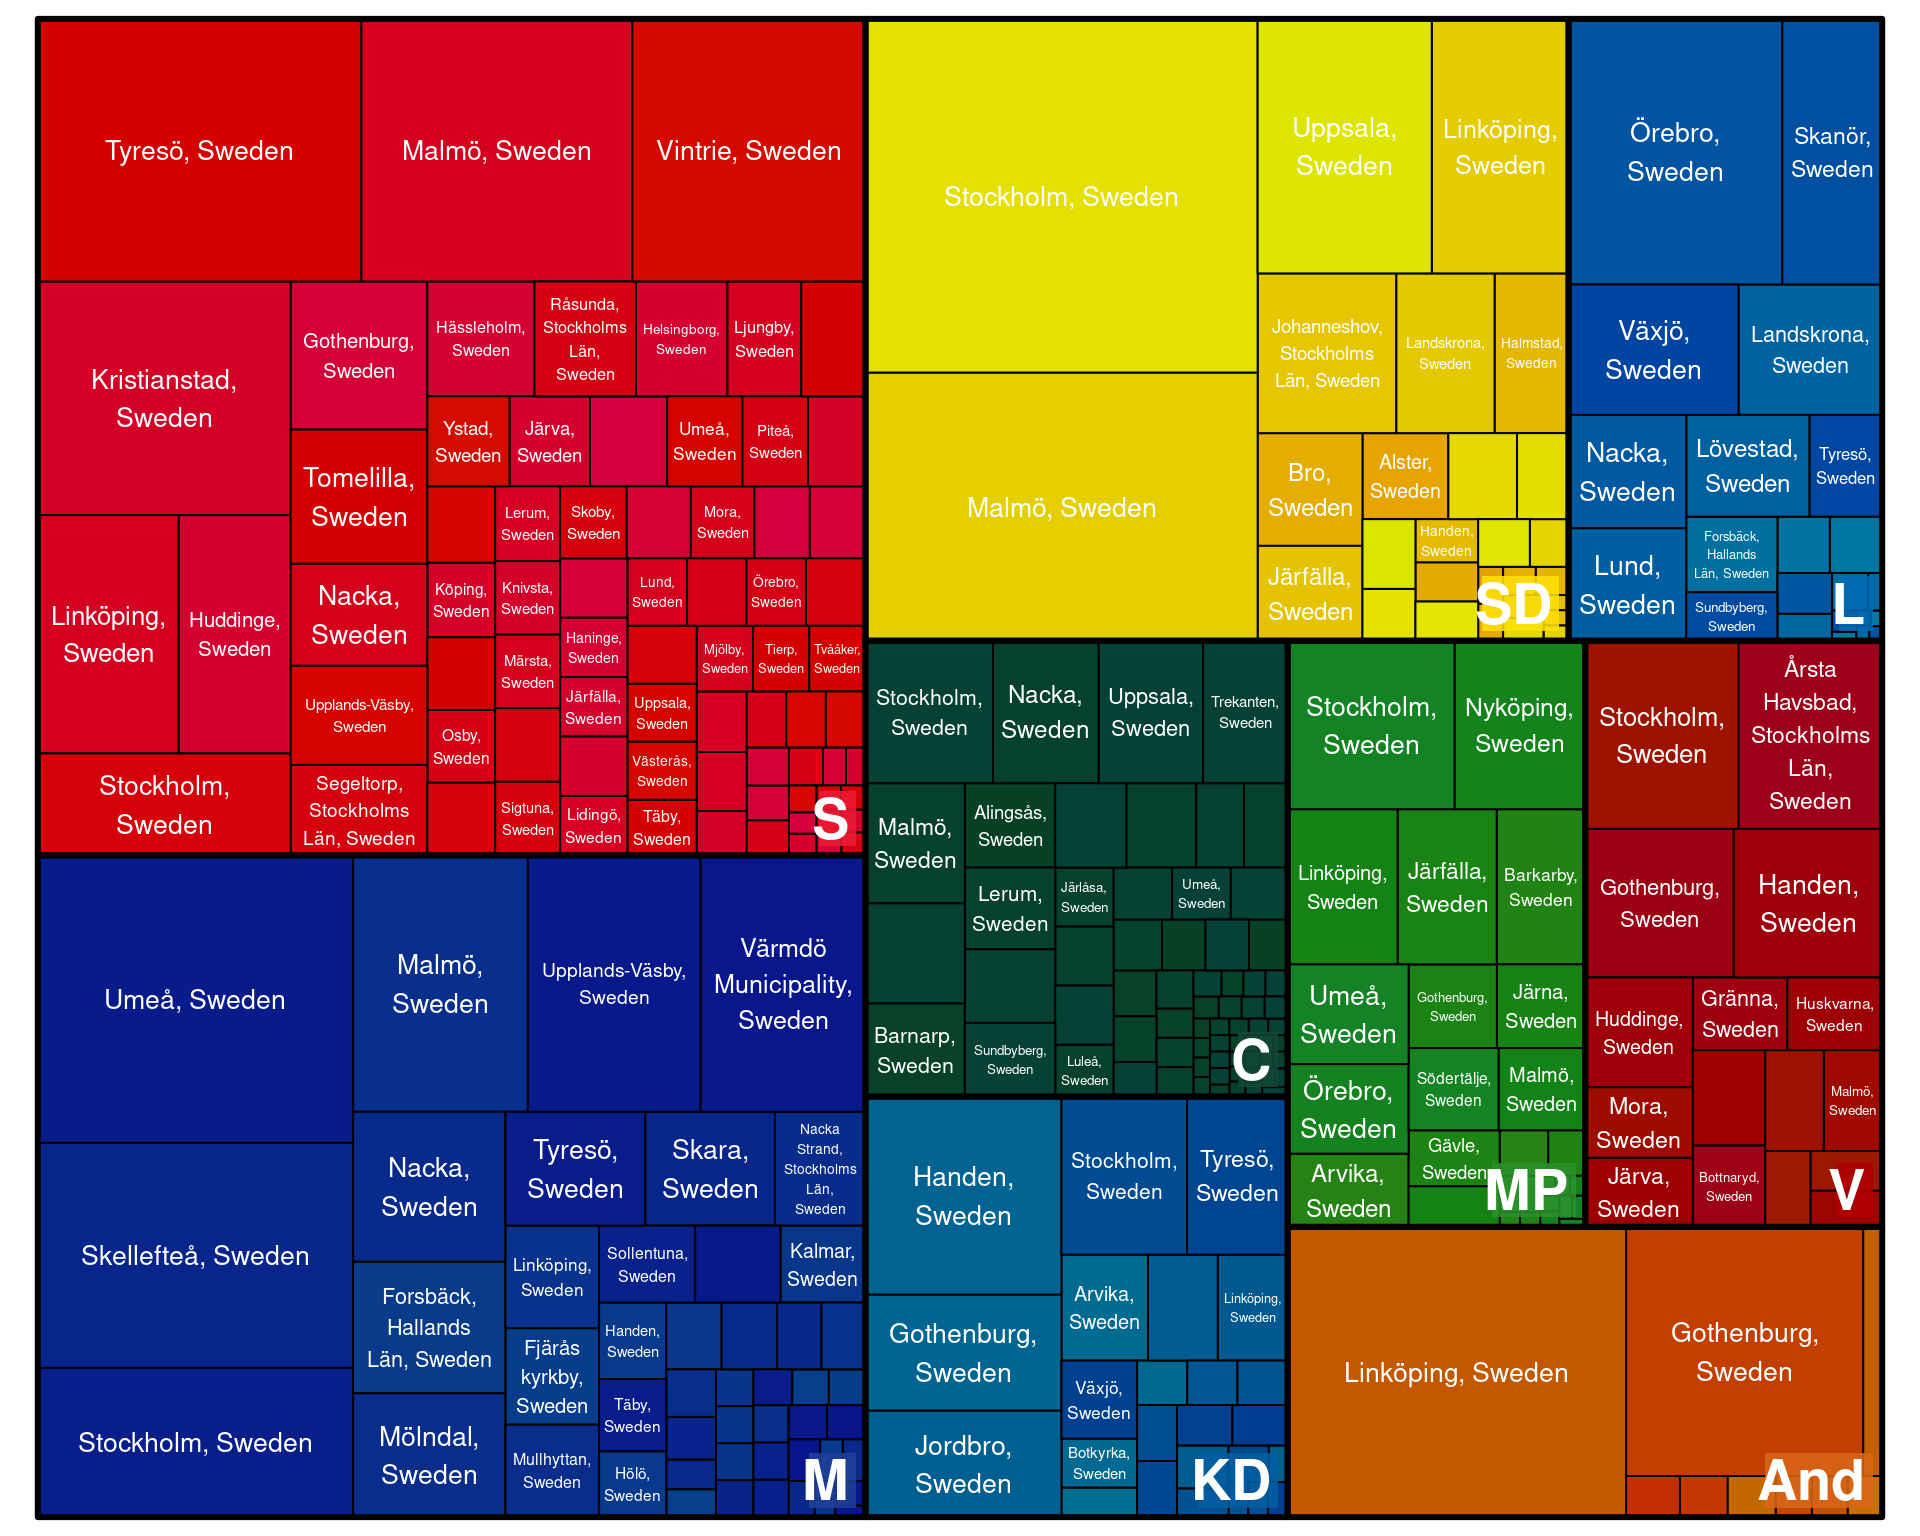 Tyresö, Sweden
Malmö, Sweden
Vintrie, Sweden
Kristianstad,
Sweden
Gothenburg,
Sweden
Hässleholm,
Sweden
Råsunda,
Stockholms
Län,
Sweden
Helsingborg,
Sweden
Ljungby,
Sweden
Ystad,
Sweden
Järva,
Sweden
Umeå,
Sweden
Piteå,
Sweden
Tomelilla,
Sweden
Lerum,
Sweden
Skoby,
Sweden
Mora,
Sweden
Linköping,
Sweden
Huddinge,
Sweden
Nacka,
Sweden
Köping,
Sweden
Knivsta,
Sweden
Lund,
Sweden
Örebro,
Sweden
Haninge,
Sweden
Mjölby,
Sweden
Tierp,
Sweden
Tvååker,
Sweden
Upplands-Väsby,
Sweden
Märsta,
Sweden
Järfälla,
Sweden
Uppsala,
Sweden
Osby,
Sweden
Västerås,
Sweden
Stockholm,
Sweden
Segeltorp,
Stockholms
Län, Sweden
Sigtuna,
Sweden
Lidingö,
Sweden
Täby,
Sweden
S
Stockholm, Sweden
Uppsala,
Sweden
Linköping,
Sweden
Malmö, Sweden
Johanneshov,
Stockholms
Län, Sweden
Landskrona,
Sweden
Halmstad,
Sweden
Bro,
Sweden
Alster,
Sweden
Handen,
Sweden
Järfälla,
Sweden
SD
Örebro,
Sweden
Skanör,
Sweden
Växjö,
Sweden
Landskrona,
Sweden
Nacka,
Sweden
Lövestad,
Sweden
Tyresö,
Sweden
Lund,
Sweden
Forsbäck,
Hallands
Län, Sweden
Sundbyberg,
Sweden
L
Umeå, Sweden
Malmö,
Sweden
Upplands-Väsby,
Sweden
Värmdö
Municipality,
Sweden
Skellefteå, Sweden
Nacka,
Sweden
Tyresö,
Sweden
Skara,
Sweden
Nacka
Strand,
Stockholms
Län,
Sweden
Forsbäck,
Hallands
Län, Sweden
Linköping,
Sweden
Sollentuna,
Sweden
Kalmar,
Sweden
Fjärås
kyrkby,
Sweden
Handen,
Sweden
Täby,
Sweden
Stockholm, Sweden
Mölndal,
Sweden
Mullhyttan,
Sweden
Hölö,
Sweden
M
Stockholm,
Sweden
Nacka,
Sweden
Uppsala,
Sweden
Trekanten,
Sweden
Malmö,
Sweden
Alingsås,
Sweden
Lerum,
Sweden
Järlåsa,
Sweden
Umeå,
Sweden
Barnarp,
Sweden
Sundbyberg,
Sweden
Luleå,
Sweden
C
Handen,
Sweden
Stockholm,
Sweden
Tyresö,
Sweden
Gothenburg,
Sweden
Arvika,
Sweden
Linköping,
Sweden
Växjö,
Sweden
Jordbro,
Sweden
Botkyrka,
Sweden
KD
Stockholm,
Sweden
Nyköping,
Sweden
Linköping,
Sweden
Järfälla,
Sweden
Barkarby,
Sweden
Umeå,
Sweden
Gothenburg,
Sweden
Järna,
Sweden
Örebro,
Sweden
Södertälje,
Sweden
Malmö,
Sweden
Arvika,
Sweden
Gävle,
Sweden
MP
Stockholm,
Sweden
Årsta
Havsbad,
Stockholms
Län,
Sweden
Gothenburg,
Sweden
Handen,
Sweden
Huddinge,
Sweden
Gränna,
Sweden
Huskvarna,
Sweden
Mora,
Sweden
Malmö,
Sweden
Järva,
Sweden
Bottnaryd,
Sweden
V
Linköping, Sweden
Gothenburg,
Sweden
And